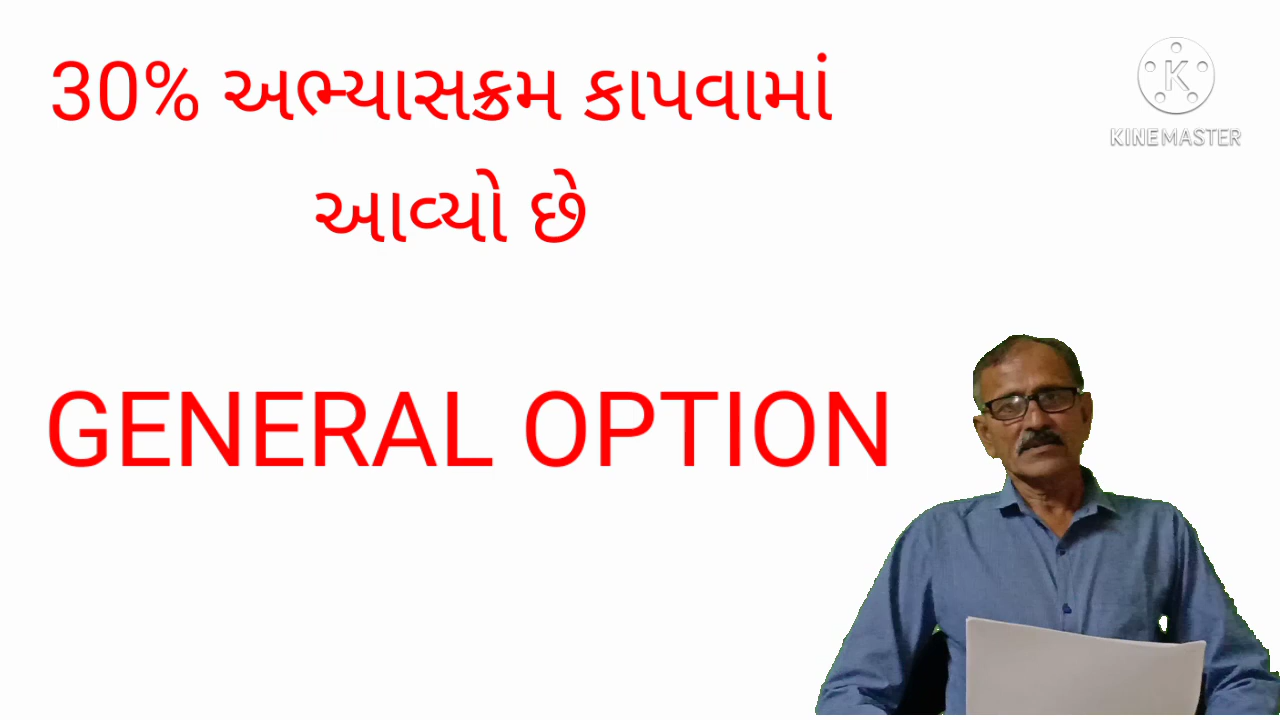 30% અભ્યાસક્રમ કાપવામાં
આવ્યો છે
GENERAL OPTION
K
KINEMASTER